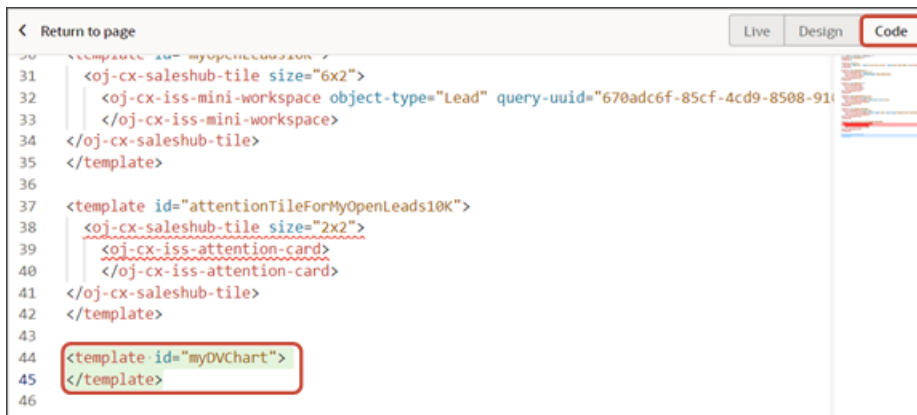 Return to page
Live Design Code
<template id="myOpenLeads10K">
31 <oj-cx-saleshub-tile size="6x2">
32 <oj-cx-iss-mini-workspace object-type="Lead" query-uuid="670adc6f-85cf-4cd9-8508-91
33 </oj-cx-iss-mini-workspace>
34 </oj-cx-saleshub-tile>
35 </template>
36
37 <template id="attentionTileForMyOpenLeads10K">
38 <oj-cx-saleshub-tile size="2x2">
39 <oj-cx-iss-attention-card>
40 </oj-cx-iss-attention-card>
41 </oj-cx-saleshub-tile>
42 </template>
43
44 <template id="myDVChart">
45 </template>
46